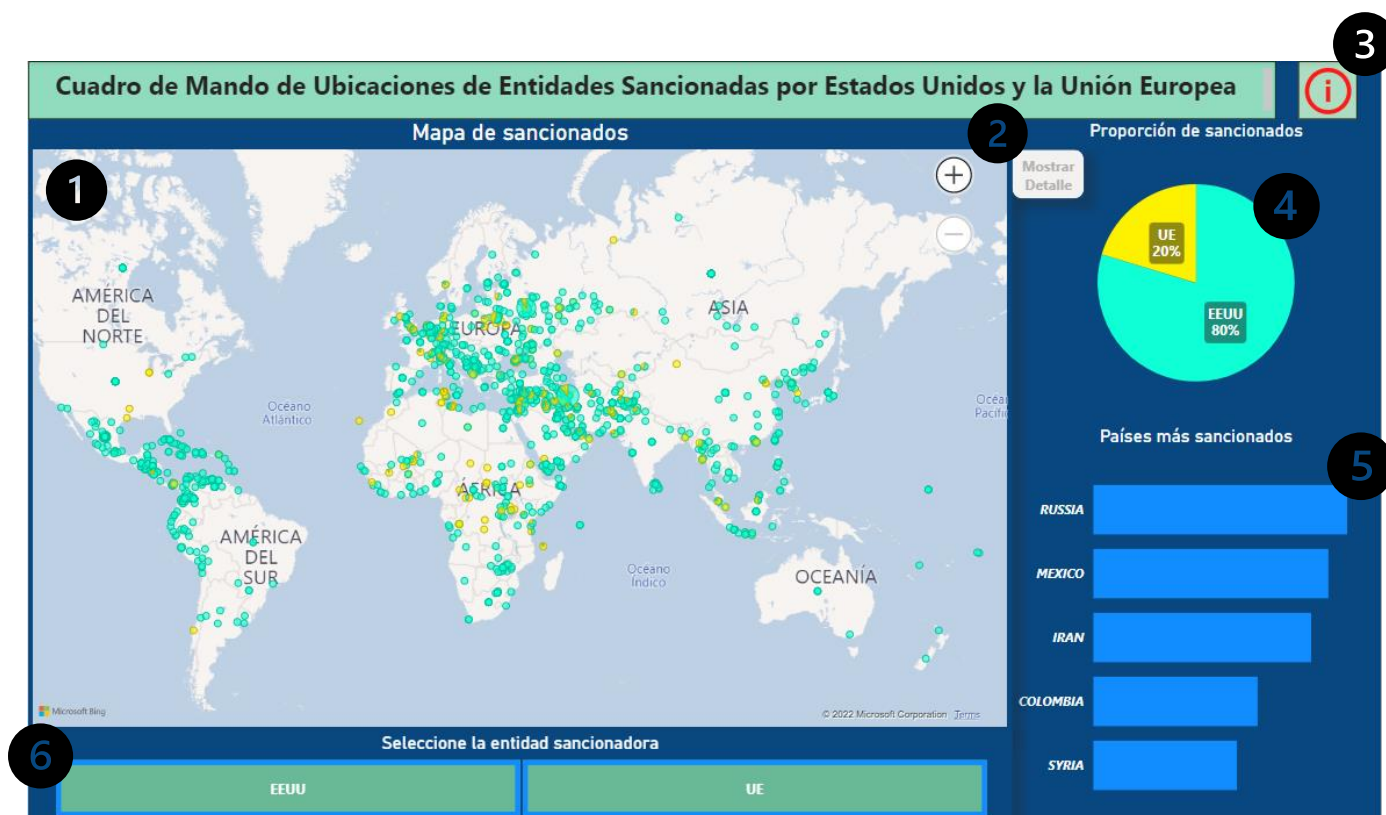 3
Cuadro de Mando de Ubicaciones de Entidades Sancionadas por Estados Unidos y la Unión Europea
i
Mapa de sancionados
2
Proporción de sancionados
1
Mostrar
Detalle
4
UE
20%
EEUU
80%
AMÉRICA
DEL
NORTE
EUROPA
ASIA
Océano
Atlántico
Océa
Pacífic
Países más sancionados
5
ÁFRICA
AMÉRICA
DEL
SUR
Océano
Índico
OCEANÍA
RUSSIA
MEXICO
IRAN
COLOMBIA
SYRIA
Microsoft Bing
© 2022 Microsoft Corporation Terms
6
Seleccione la entidad sancionadora
EEUU
UE